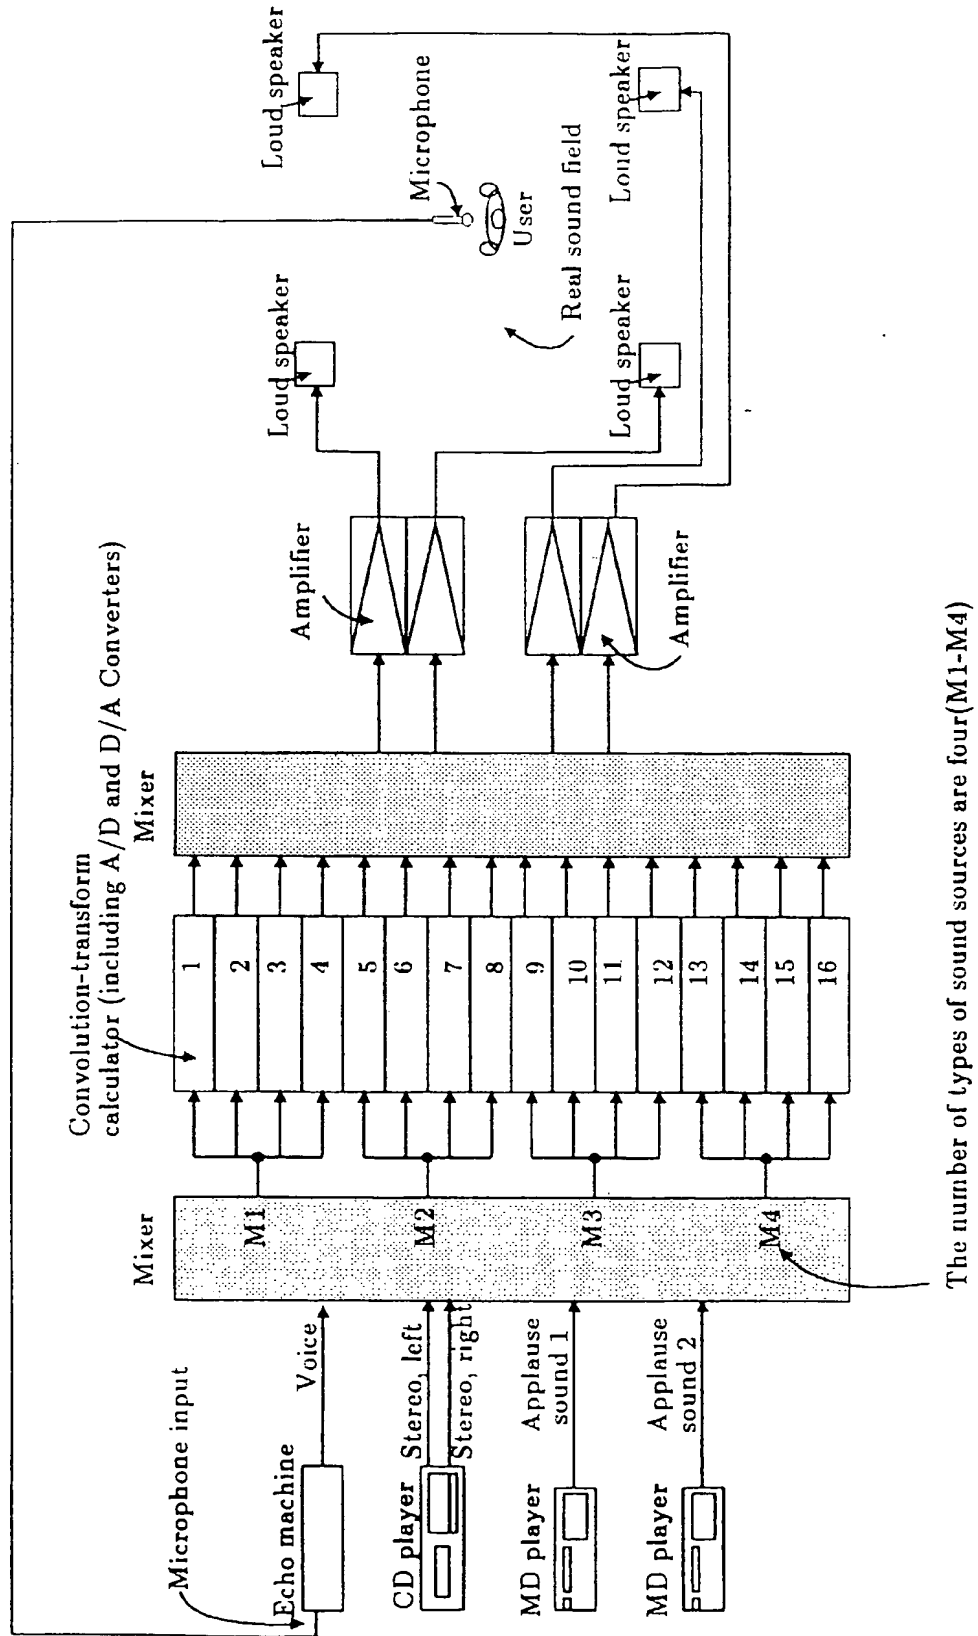 Microphone input
Echo machine
Voice
CD player
Stereo, left
Stereo, right
MD player
Applause
sound 1
MD player
Applause
sound 2
Mixer
M1
M2
M3
M4
The number of types of sound sources are four(M1-M4)
Convolution-transform
calculator (including A/D and D/A Converters)
1
2
3
4
5
6
7
8
9
10
11
12
13
14
15
16
Mixer
Amplifier
Amplifier
Loud speaker
Loud speaker
Loud speaker
Loud speaker
Microphone
User
Real sound field